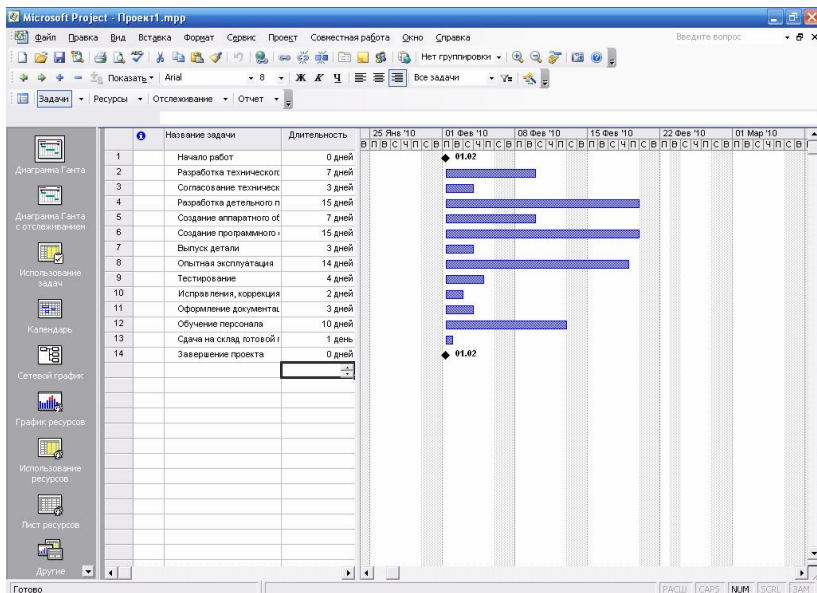 Microsoft Project - Проект1.mpp
Файл Правка Вид Вставка Формат Сервис Проект Совместная работа Окно Справка Введите вопрос
Нет группировки
Показать Arial 8 Ж К Ч Все задачи
Задачи Ресурсы Отслеживание Отчет
Название задачи Длительность 25 Янв '10 01 Фев '10 08 Фев '10 15 Фев '10 22 Фев '10 01 Мар '10
В П В С Ч П С В П В С Ч П С В П В С Ч П С В П В С Ч П С В П В С Ч П С В П В С Ч П С В П
1 Начало работ 0 дней 01.02
2 Разработка техническогс 7 дней
3 Согласование техническ 3 дней
4 Разработка детельного п 15 дней
5 Создание аппаратного об 7 дней
6 Создание программного 15 дней
7 Выпуск детали 3 дней
8 Опытная эксплуатация 14 дней
9 Тестирование 4 дней
10 Исправления, коррекция 2 дней
11 Оформление документац 3 дней
12 Обучение персонала 10 дней
13 Сдача на склад готовой г 1 день
14 Завершение проекта 0 дней 01.02
Диаграмма Ганта
Диаграмма Ганта
с отслеживанием
Использование
задач
Календарь
Сетевой график
График ресурсов
Использование
ресурсов
Лист ресурсов
Другие
Готово РАСШ CAPS NUM SCRL ЗАМ